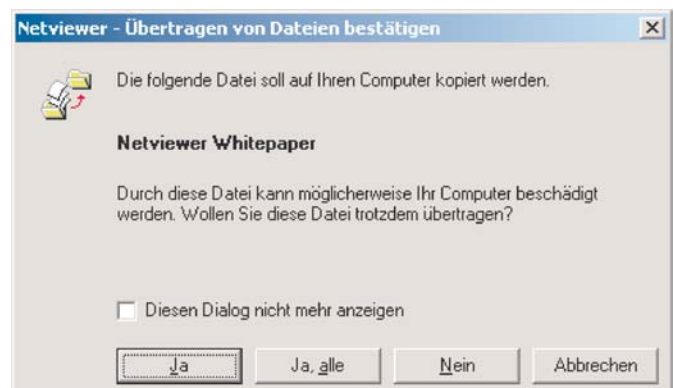 Netviewer - Übertragen von Dateien bestätigen
Die folgende Datei soll auf Ihren Computer kopiert werden.
Netviewer Whitepaper
Durch diese Datei kann möglicherweise Ihr Computer beschädigt
werden. Wollen Sie diese Datei trotzdem übertragen?
Diesen Dialog nicht mehr anzeigen
Ja
Ja, alle
Nein
Abbrechen